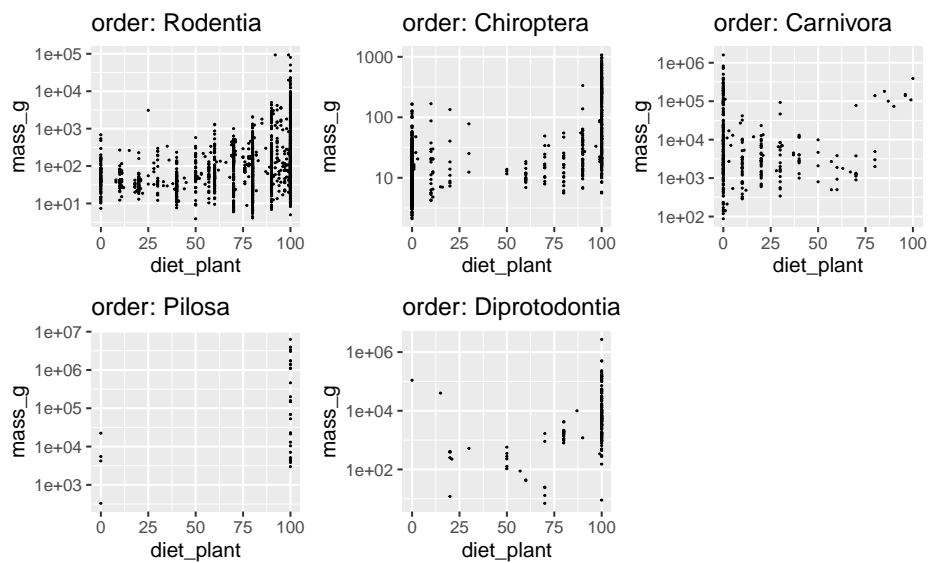 order: Rodentia
1e+05
1e+04
1e+03
1e+02
1e+01
mass_g
0 25 50 75 100
diet_plant
order: Chiroptera
1000
100
10
mass_g
0 25 50 75 100
diet_plant
order: Carnivora
1e+06
1e+05
1e+04
1e+03
1e+02
mass_g
0 25 50 75 100
diet_plant
order: Pilosa
1e+07
1e+06
1e+05
1e+04
1e+03
mass_g
0 25 50 75 100
diet_plant
order: Diprotodontia
1e+06
1e+04
1e+02
mass_g
0 25 50 75 100
diet_plant